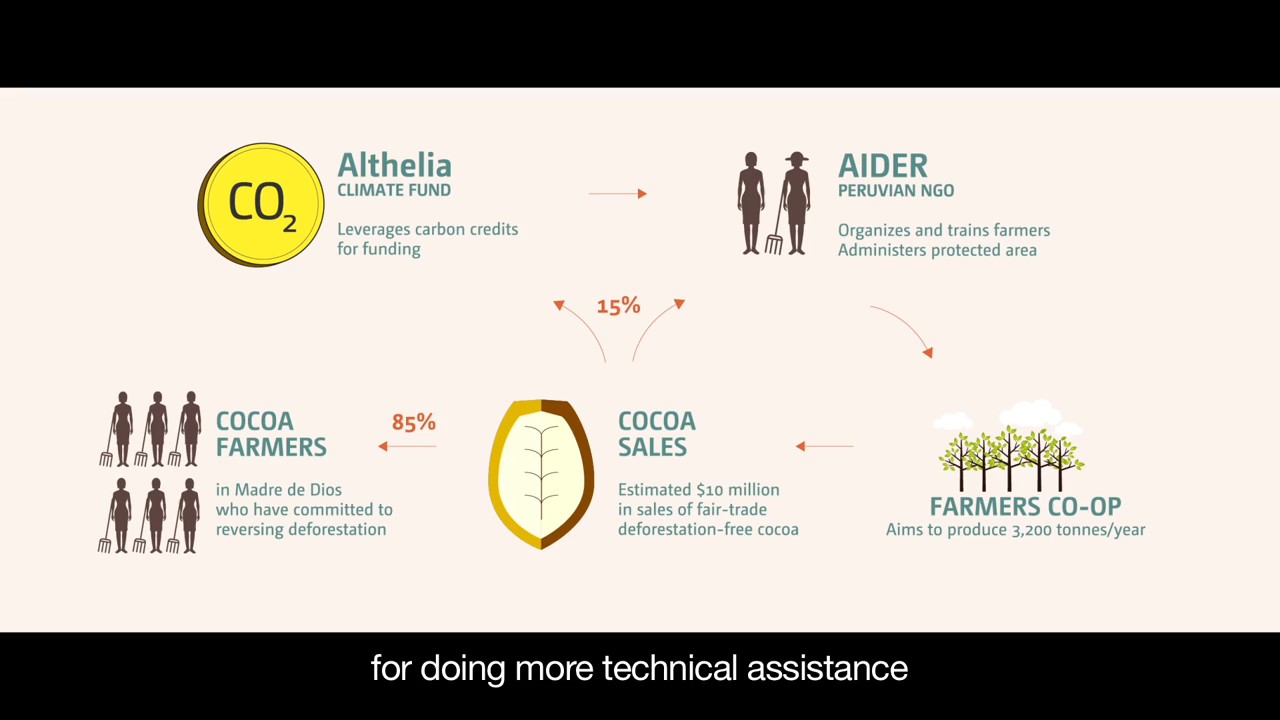 CO2
Althelia
CLIMATE FUND
Leverages carbon credits
for funding
AIDER
PERUVIAN NGO
Organizes and trains farmers
Administers protected area
15%
COCOA
FARMERS
in Madre de Dios
who have committed to
reversing deforestation
85%
COCOA
SALES
Estimated $10 million
in sales of fair-trade
deforestation-free cocoa
FARMERS CO-OP
Aims to produce 3,200 tonnes/year
for doing more technical assistance